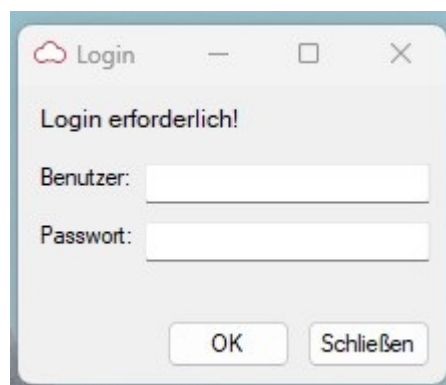 Login
Login erforderlich!
Benutzer:
Passwort:
OK Schließen